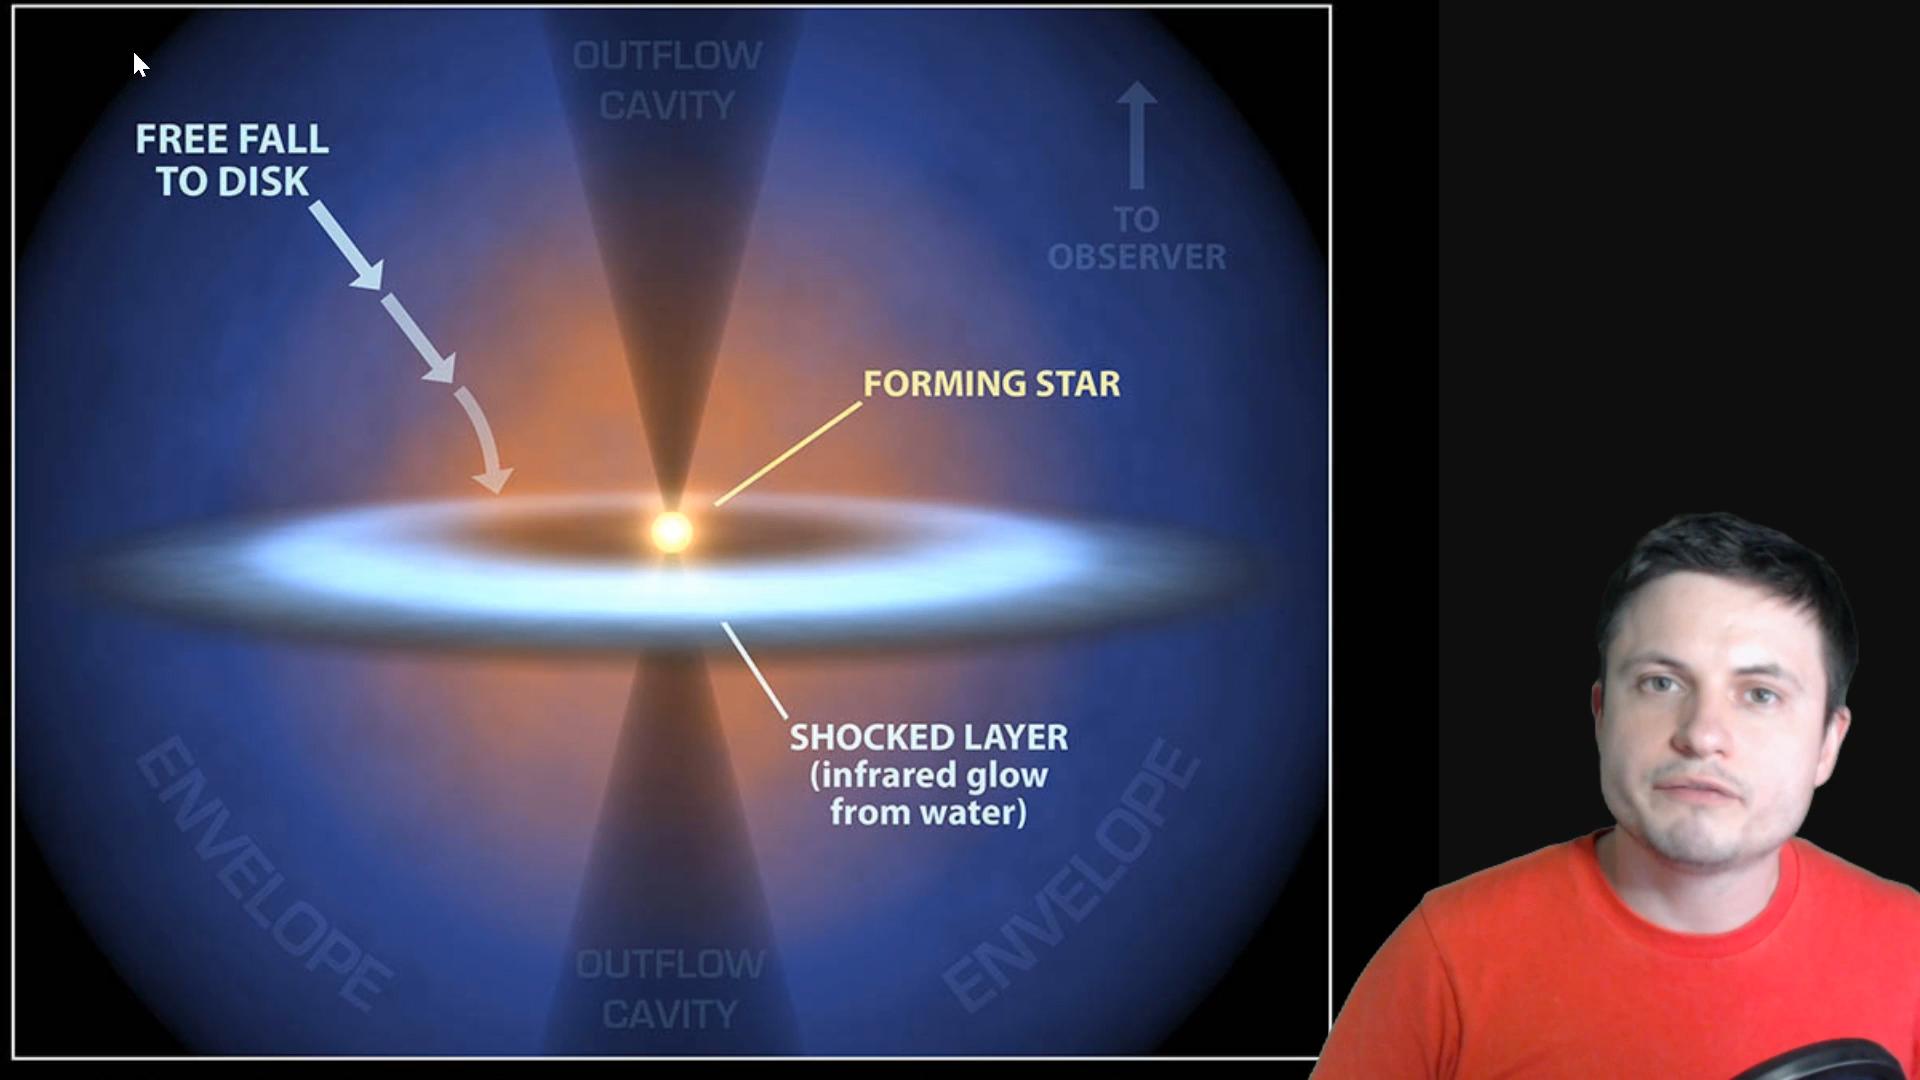 OUTFLOW
CAVITY
FREE FALL
TO DISK
TO
OBSERVER
FORMING STAR
SHOCKED LAYER
(infrared glow
from water)
ENVELOPE
ENVELOPE
OUTFLOW
CAVITY